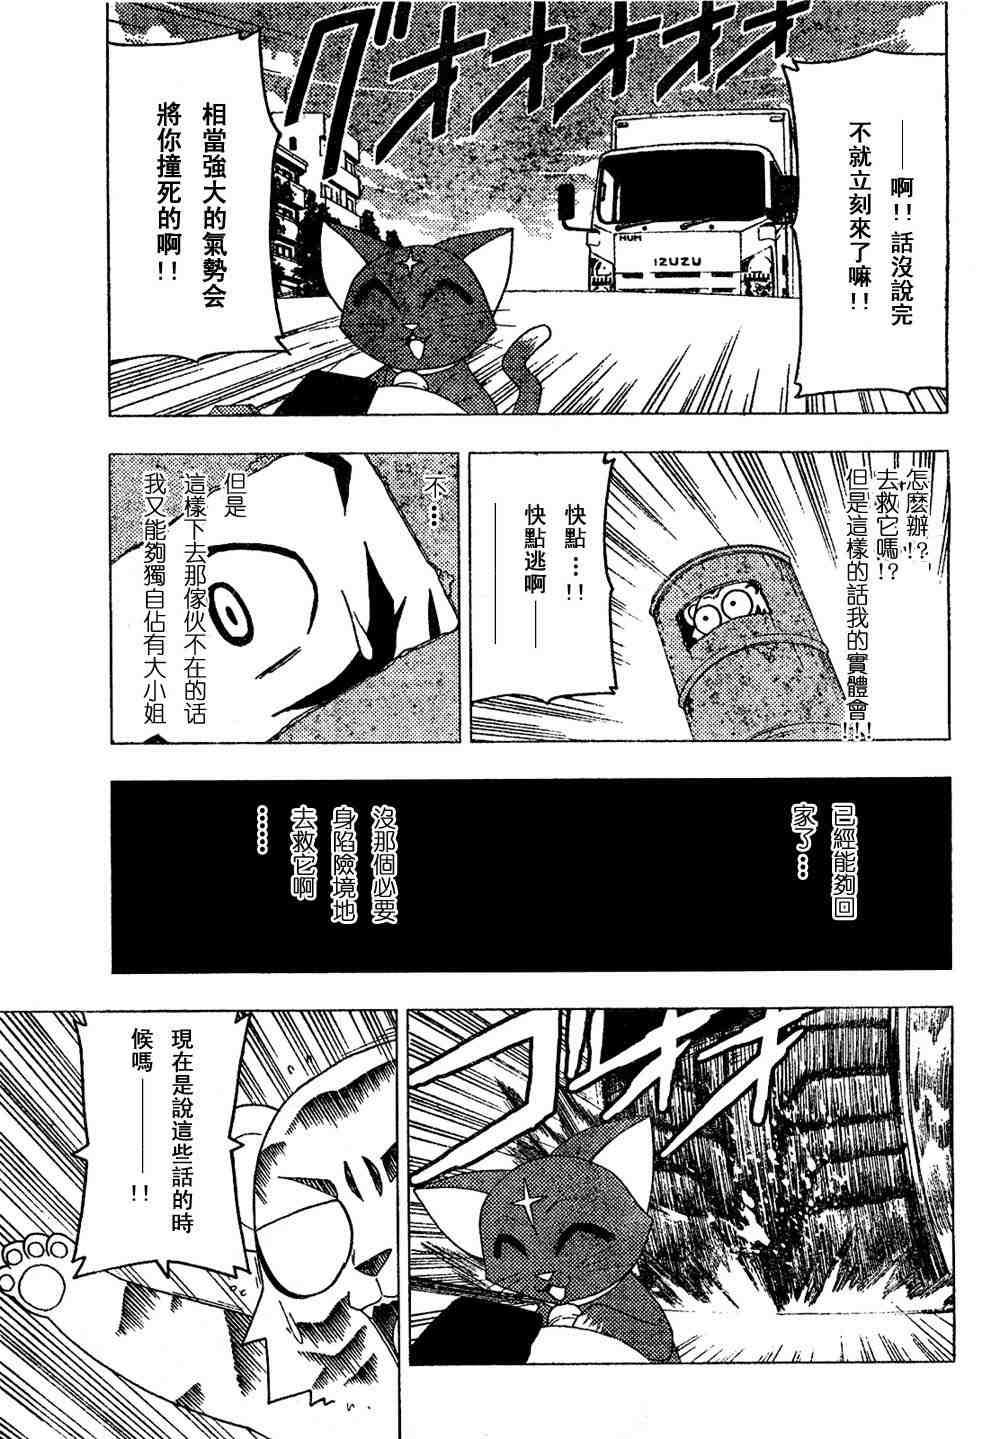 ——啊!!話沒說完
不就立刻來了嘛!!
グオオオオ
HUM
IZUZU
相當強大的氣勢会
將你撞死的啊!!
怎麼辦?!
去救它嗎!?
但是這樣的話我的實體會!!!
快點…!!
快點逃啊——
不…
但是
這樣下去那傢伙不在的话
我又能夠獨自佔有大小姐
已經能夠回
家了…
沒那個必要
身陷險境地
去救它啊
……
ゴオオ
現在是說這些話的時
候嗎——!!